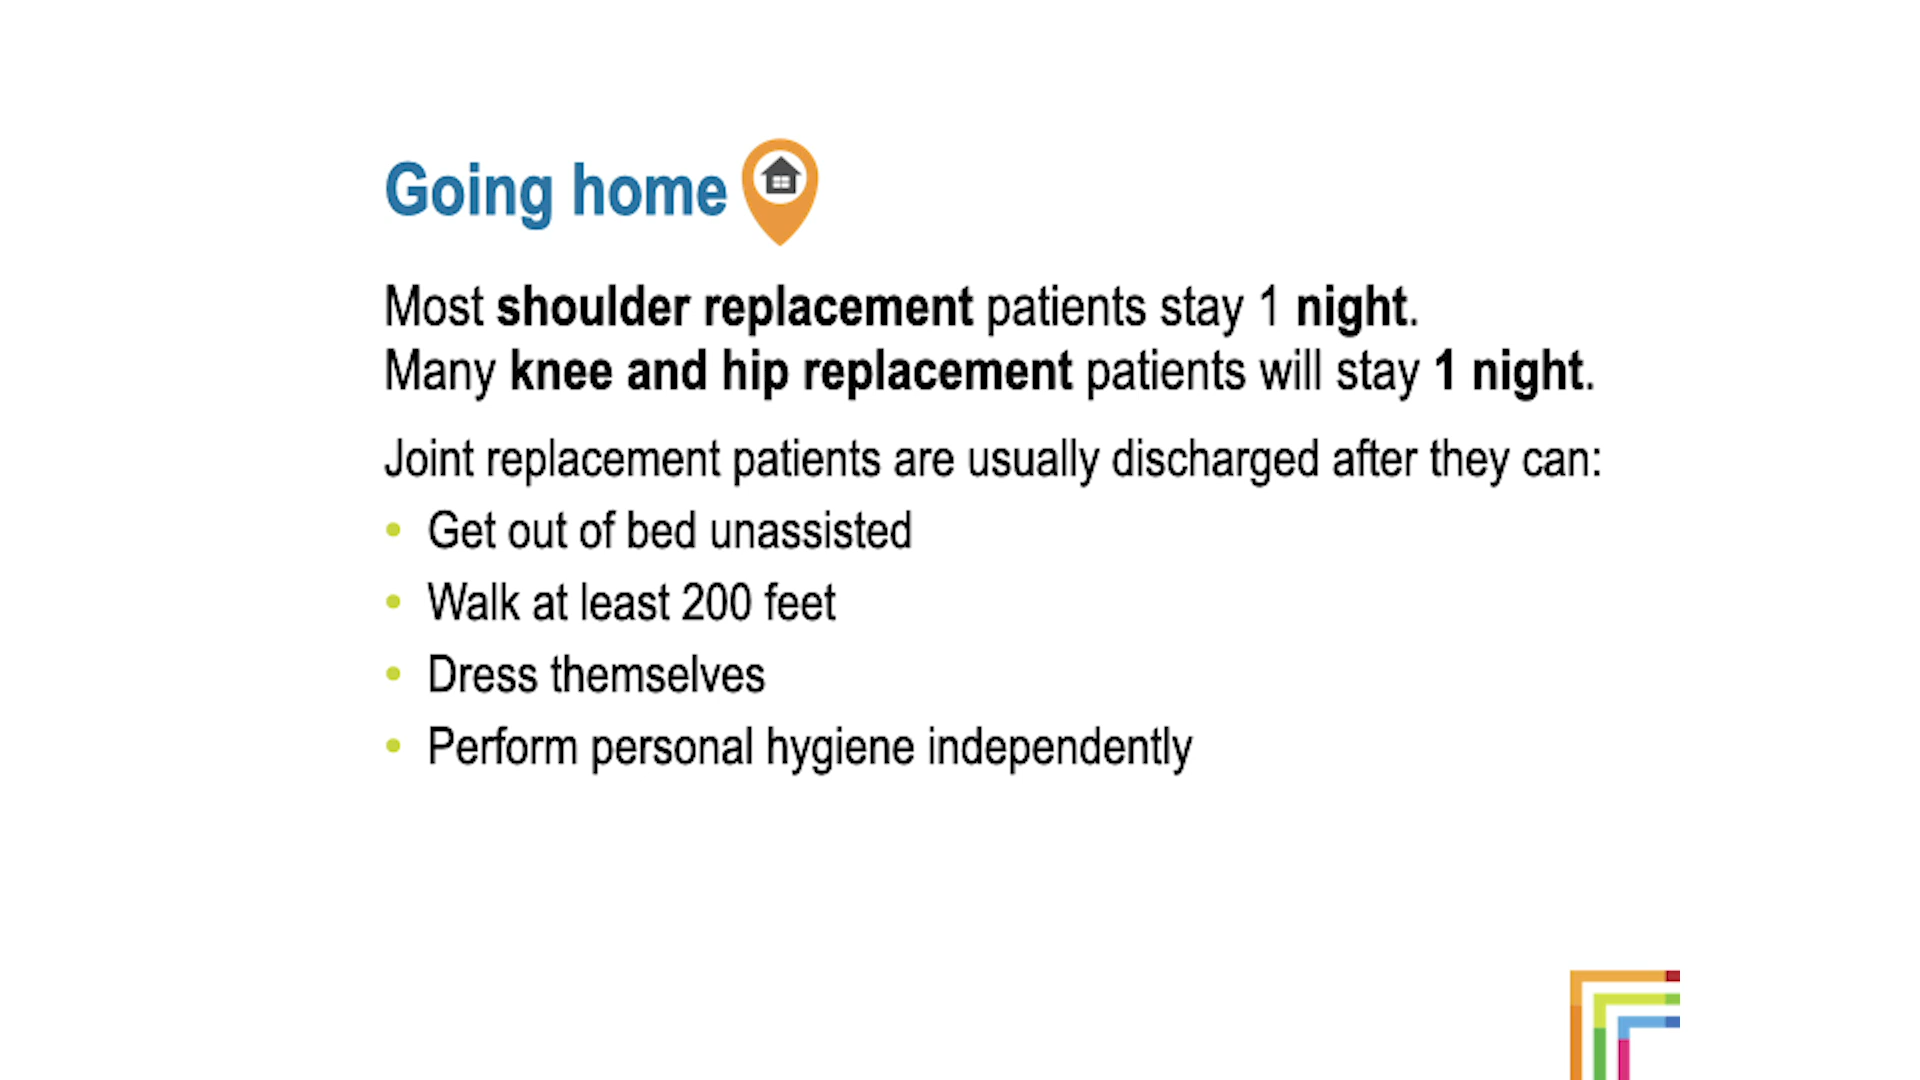 Going home
Most shoulder replacement patients stay 1 night.
Many knee and hip replacement patients will stay 1 night.
Joint replacement patients are usually discharged after they can:
• Get out of bed unassisted
• Walk at least 200 feet
• Dress themselves
• Perform personal hygiene independently